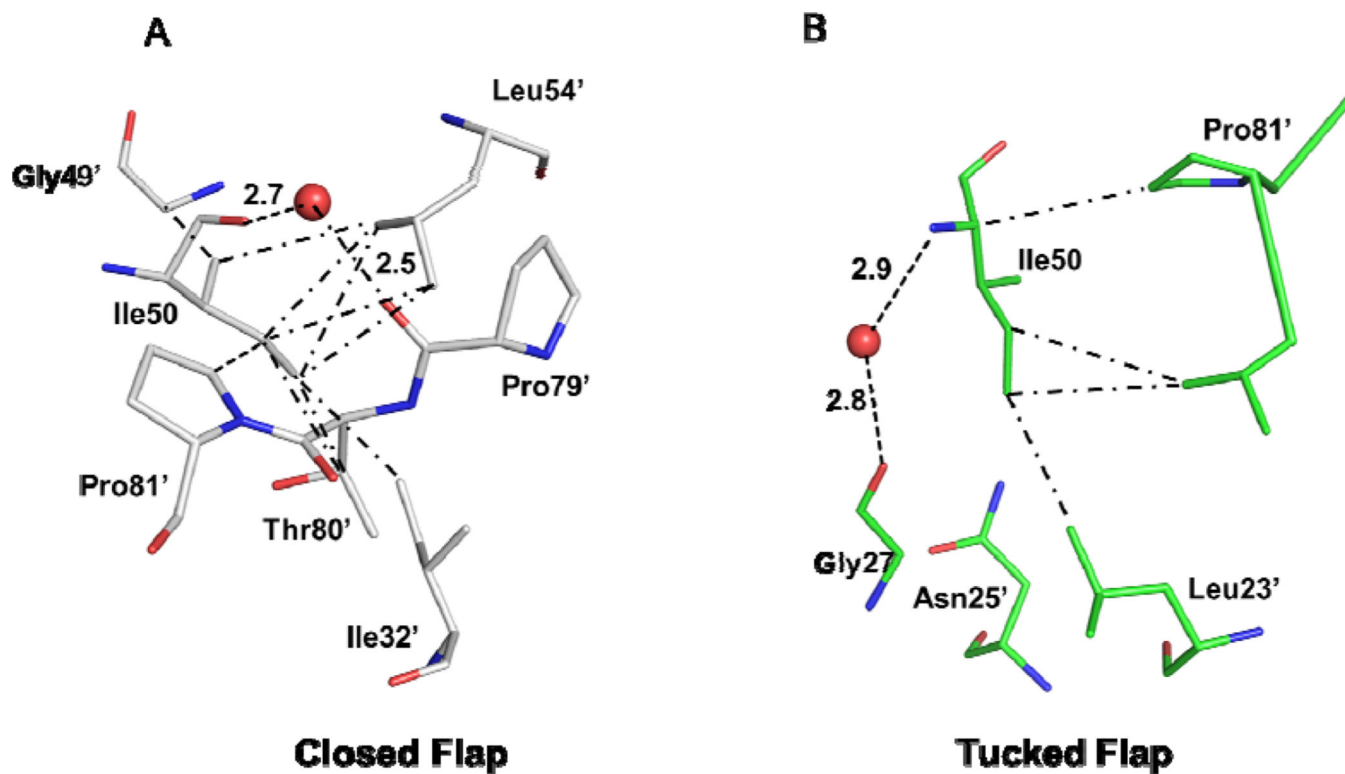 A
Leu54’
Gly49’
2.7
2.5
Ile50
Pro79’
Pro81’
Thr80’
Ile32’
Closed Flap
B
Pro81’
Ile50
2.9
2.8
Gly27
Asn25’
Leu23’
Tucked Flap